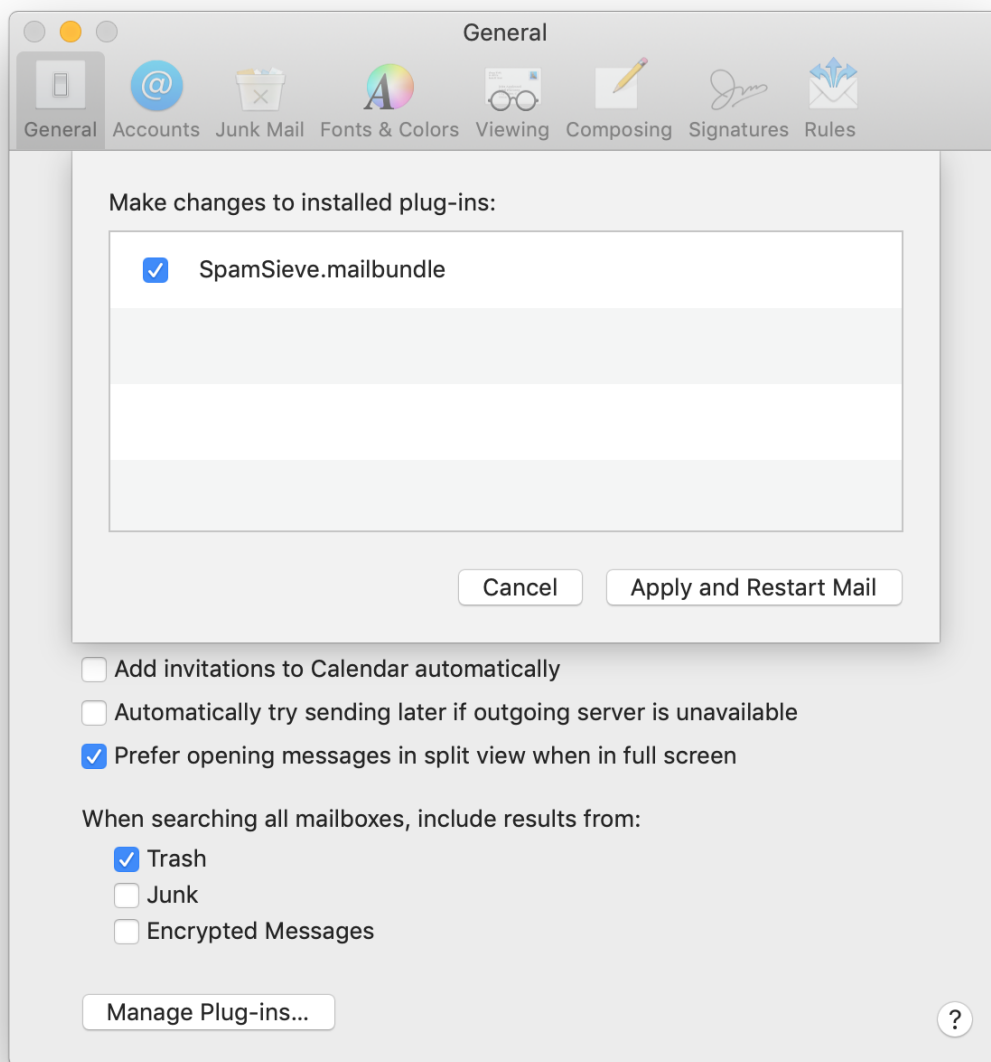 General
General Accounts Junk Mail Fonts & Colors Viewing Composing Signatures Rules
Make changes to installed plug-ins:
SpamSieve.mailbundle
Cancel Apply and Restart Mail
Add invitations to Calendar automatically
Automatically try sending later if outgoing server is unavailable
Prefer opening messages in split view when in full screen
When searching all mailboxes, include results from:
Trash
Junk
Encrypted Messages
Manage Plug-ins...
?